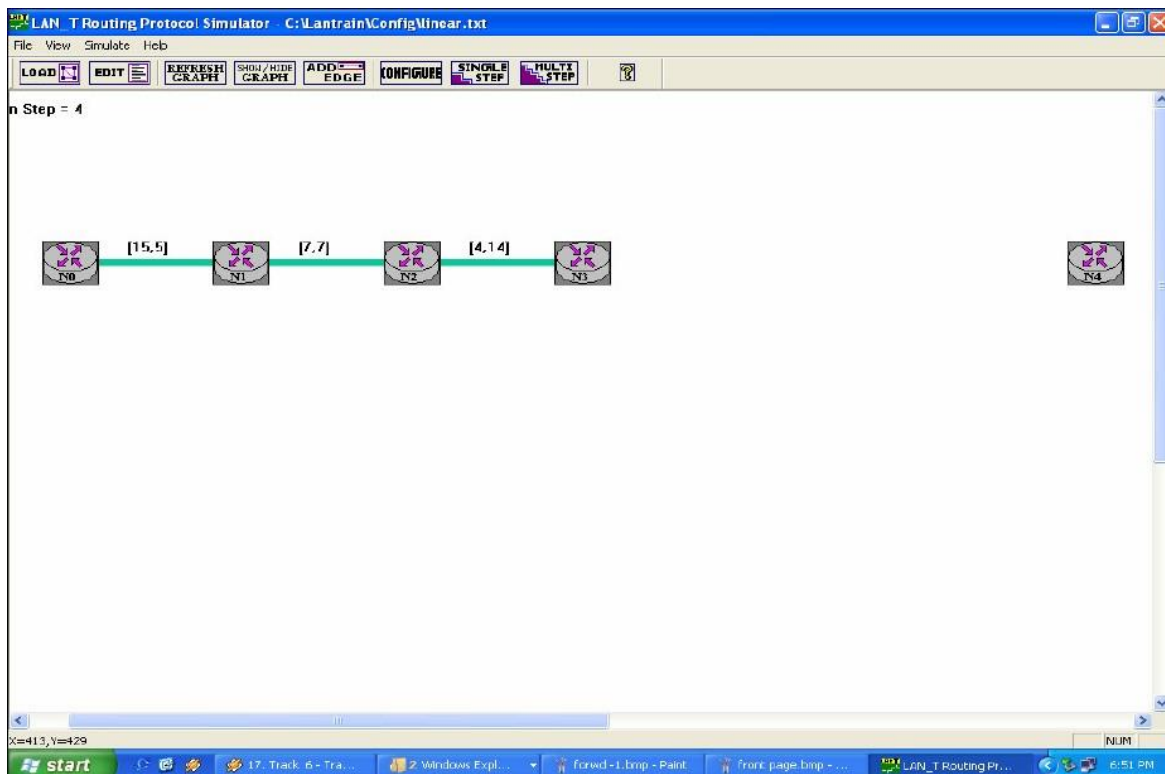 LAN_T Routing Protocol Simulator - C:\Lantrain\Config\linear.txt
File View Simulate Help
LOAD EDIT REFRESH GRAPH SHOW/HIDE GRAPH ADD EDGE CONFIGURE SINGLE STEP MULTI STEP ?
n Step = 4
[15,5] [7,7] [4,14]
N0 N1 N2 N3 N4
X=413,Y=429 NUM
start 17. Track 6 - Tra... 2 Windows Expl... forwd-1.bmp - Paint front page.bmp - ... LAN_T Routing Pr... 6:51 PM